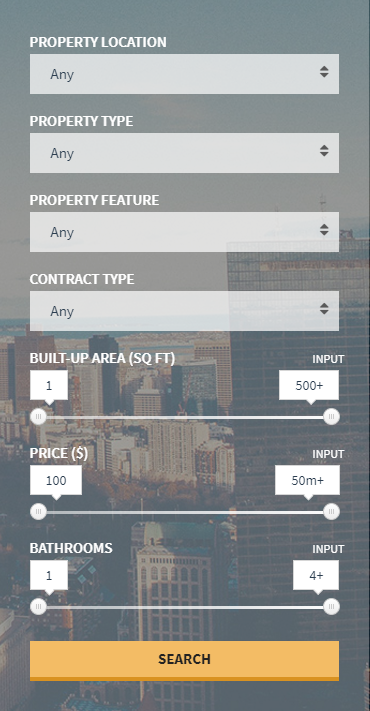 PROPERTY LOCATION
Any
PROPERTY TYPE
Any
PROPERTY FEATURE
Any
CONTRACT TYPE
Any
BUILT-UP AREA (SQ FT) INPUT
1 500+
PRICE ($) INPUT
100 50m+
BATHROOMS INPUT
1 4+
SEARCH